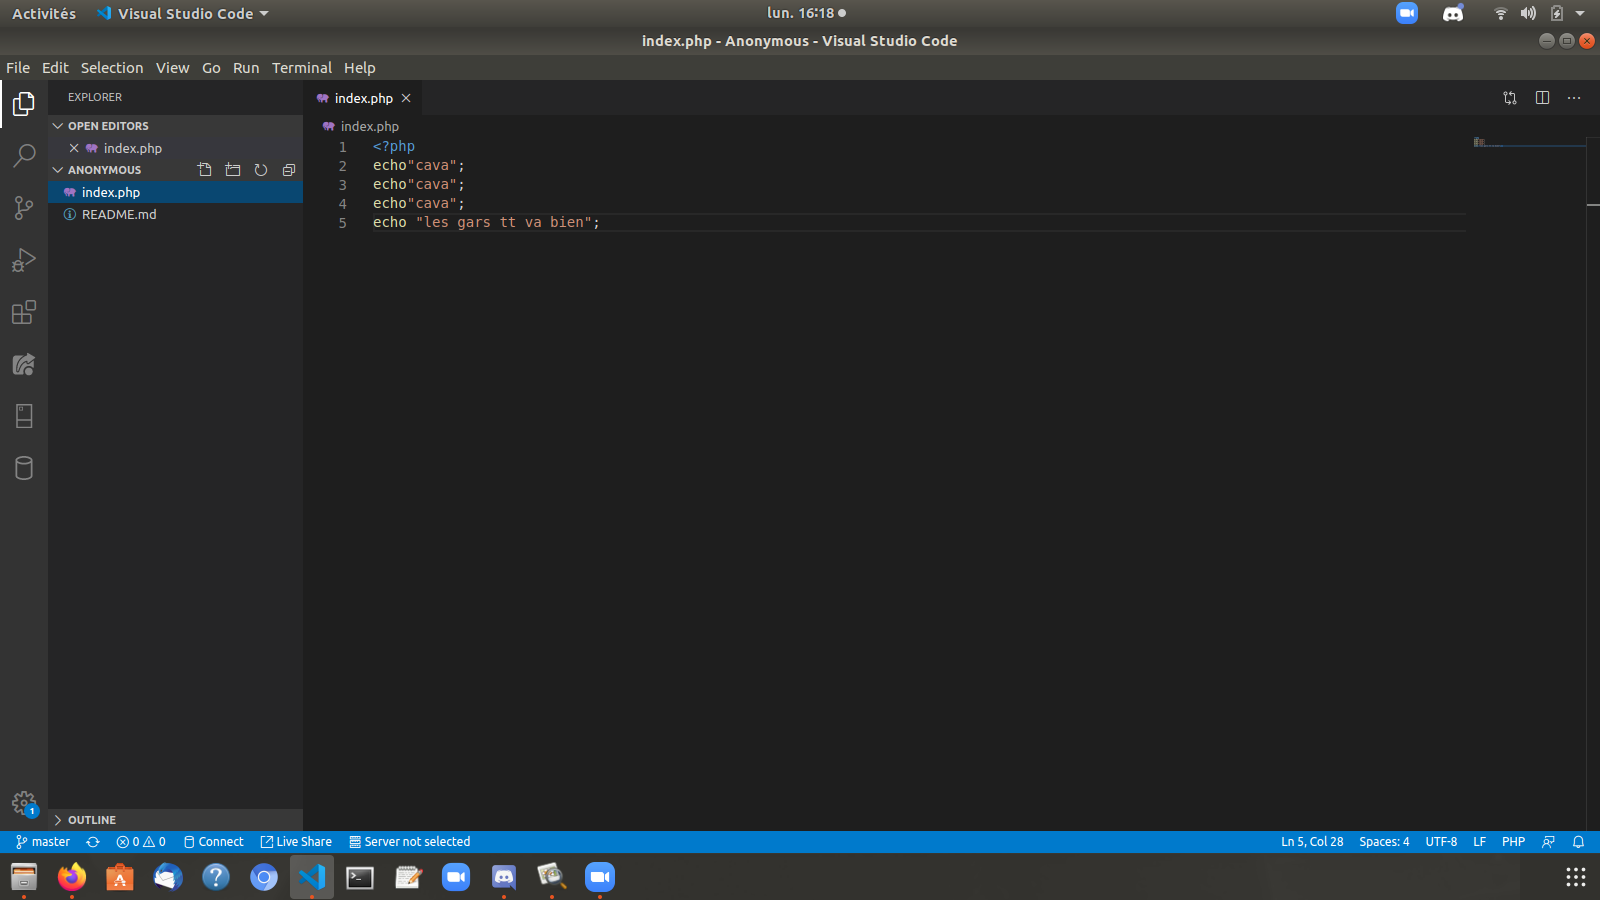 Activités Visual Studio Code lun. 16:18
index.php - Anonymous - Visual Studio Code
File Edit Selection View Go Run Terminal Help
EXPLORER
OPEN EDITORS
index.php
ANONYMOUS
index.php
README.md
OUTLINE
index.php
index.php
1 <?php
2 echo"cava";
3 echo"cava";
4 echo"cava";
5 echo "les gars tt va bien";
1
master 0 0 Connect Live Share Server not selected Ln 5, Col 28 Spaces: 4 UTF-8 LF PHP